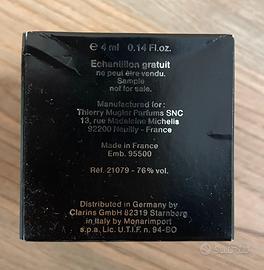 ℮ 4 ml 0.14 Fl.oz.
Echantillon gratuit
ne peut être vendu.
Sample
not for sale.
Manufactured for:
Thierry Mugler Parfums SNC
13, rue Madeleine Michelis
92200 Neuilly - France
Made in France
Emb. 95500
Réf. 21079 - 76% vol.
Distributed in Germany by
Clarins GmbH 82319 Starnberg
in Italy by Monarimport
s.p.a., Lic. U.T.I.F. n. 94-BO
subito